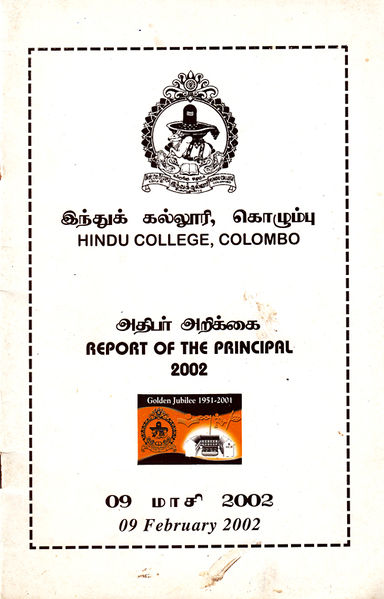 இந்துக் கல்லூரி, கொழும்பு
HINDU COLLEGE, COLOMBO
அதிபர் அறிக்கை
REPORT OF THE PRINCIPAL
2002
Golden Jubilee 1951-2001
09 மாசி 2002
09 February 2002